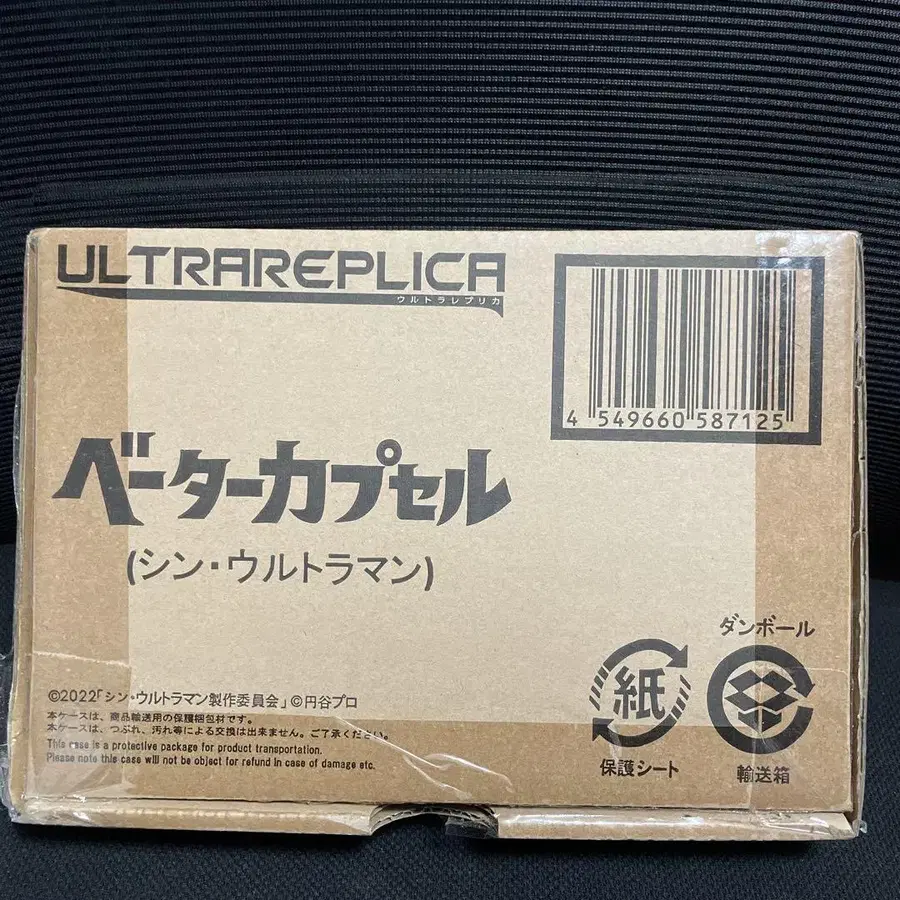 ULTRAREPLICA
ウルトラレプリカ
4 549660 587125
ベーターカプセル
(シン・ウルトラマン)
ダンボール
紙
保護シート
輸送箱
©2022「シン・ウルトラマン製作委員会」©円谷プロ
本ケースは、商品輸送用の保護梱包材です。
本ケースは、つぶれ、汚れ等による交換は出来ません。ご了承ください。
This case is a protective package for product transportation.
Please note this case will not be object for refund in case of damage etc.